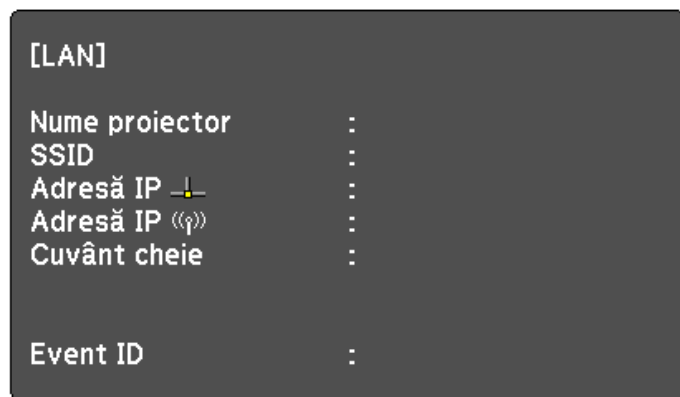 [LAN]
Nume proiector :
SSID :
Adresă IP :
Adresă IP :
Cuvânt cheie :
Event ID :